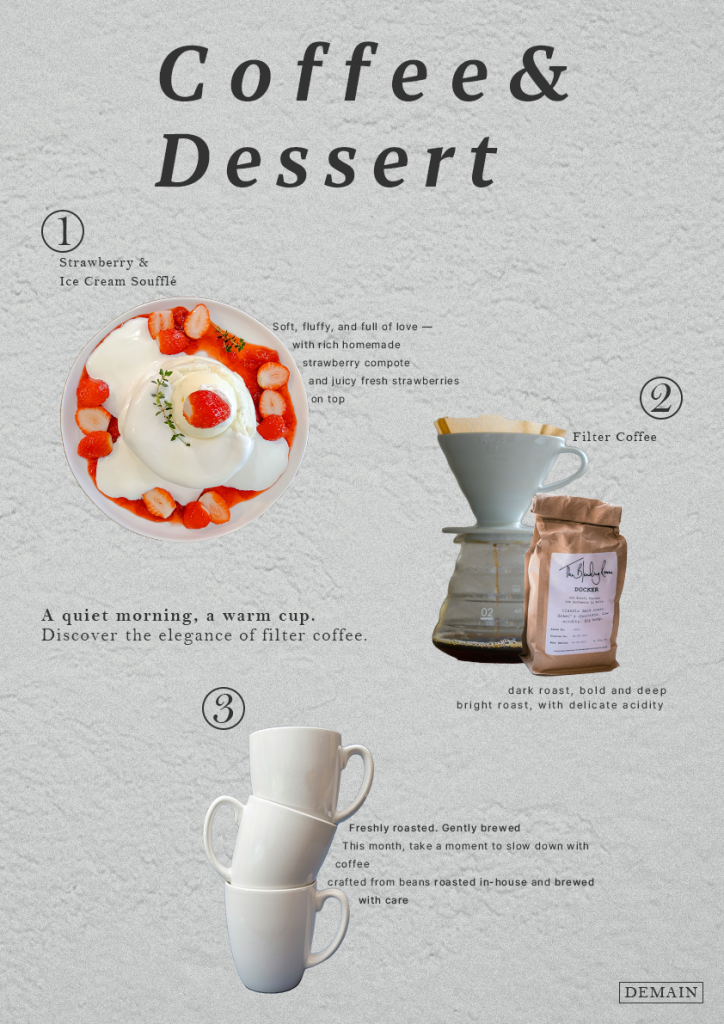 Coffee&
Dessert
1
Strawberry &
Ice Cream Soufflé
Soft, fluffy, and full of love —
with rich homemade
strawberry compote
and juicy fresh strawberries
on top
2
Filter Coffee
DOCKER
02
A quiet morning, a warm cup.
Discover the elegance of filter coffee.
dark roast, bold and deep
bright roast, with delicate acidity
3
Freshly roasted. Gently brewed
This month, take a moment to slow down with
coffee
crafted from beans roasted in-house and brewed
with care
DEMAIN